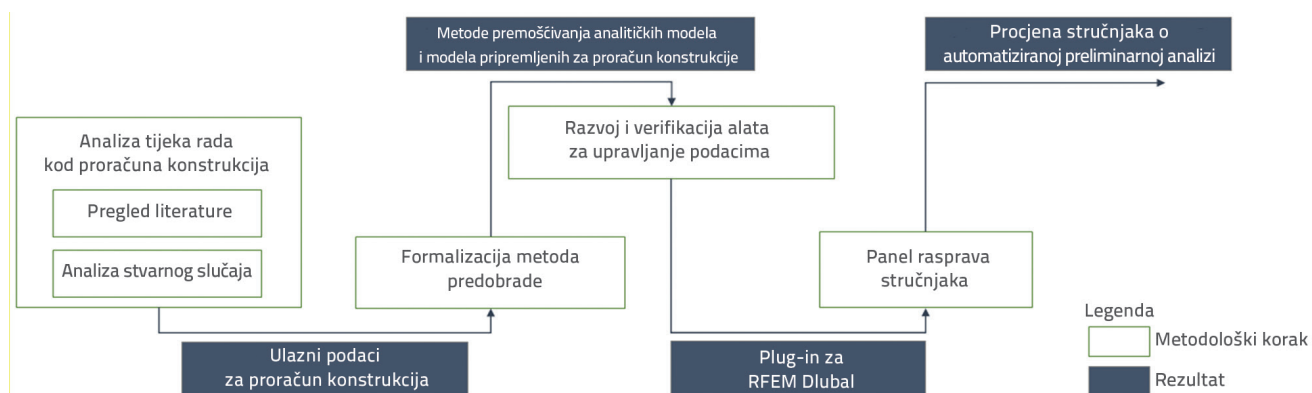 Metode premošćivanja analitičkih modela
i modela pripremljenih za proračun konstrukcije
Procjena stručnjaka o
automatiziranoj preliminarnoj analizi
Analiza tijeka rada
kod proračuna konstrukcija
Pregled literature
Analiza stvarnog slučaja
Razvoj i verifikacija alata
za upravljanje podacima
Formalizacija metoda
predobrade
Panel rasprava
stručnjaka
Ulazni podaci
za proračun konstrukcija
Plug-in za
RFEM Dlubal
Legenda
Metodološki korak
Rezultat